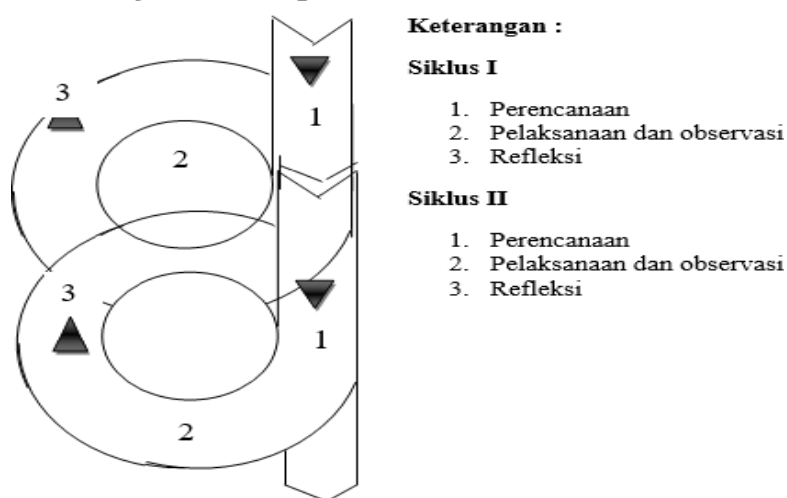 Keterangan :
Siklus I
1. Perencanaan
2. Pelaksanaan dan observasi
3. Refleksi
Siklus II
1. Perencanaan
2. Pelaksanaan dan observasi
3. Refleksi
3
1
2
3
1
2